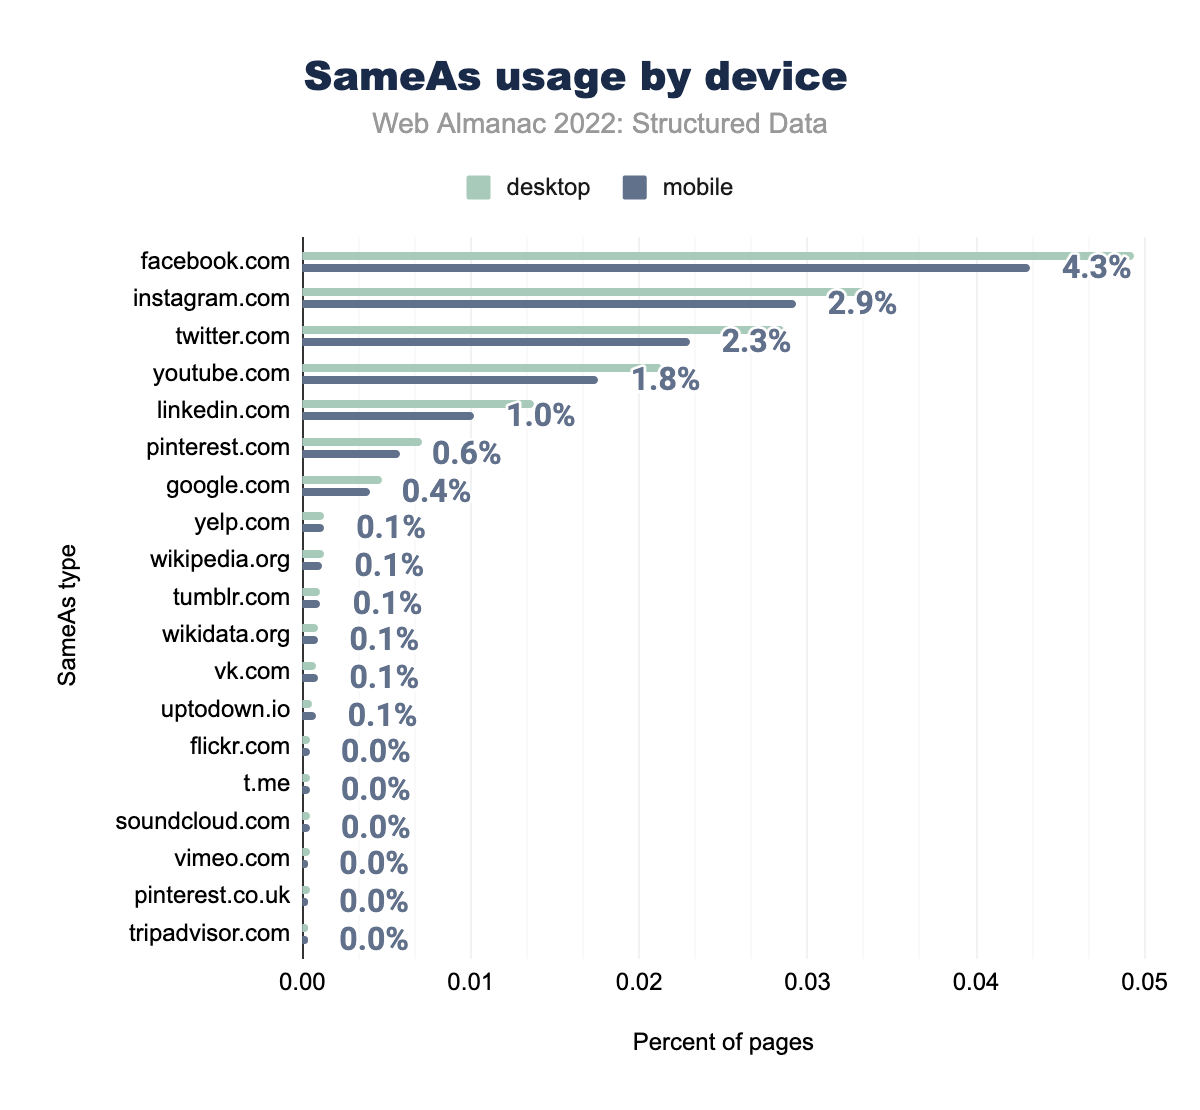 SameAs usage by device
Web Almanac 2022: Structured Data
desktop mobile
facebook.com 4.3%
instagram.com 2.9%
twitter.com 2.3%
youtube.com 1.8%
linkedin.com 1.0%
pinterest.com 0.6%
google.com 0.4%
yelp.com 0.1%
wikipedia.org 0.1%
tumblr.com 0.1%
wikidata.org 0.1%
vk.com 0.1%
uptodown.io 0.1%
flickr.com 0.0%
t.me 0.0%
soundcloud.com 0.0%
vimeo.com 0.0%
pinterest.co.uk 0.0%
tripadvisor.com 0.0%
SameAs type
0.00 0.01 0.02 0.03 0.04 0.05
Percent of pages